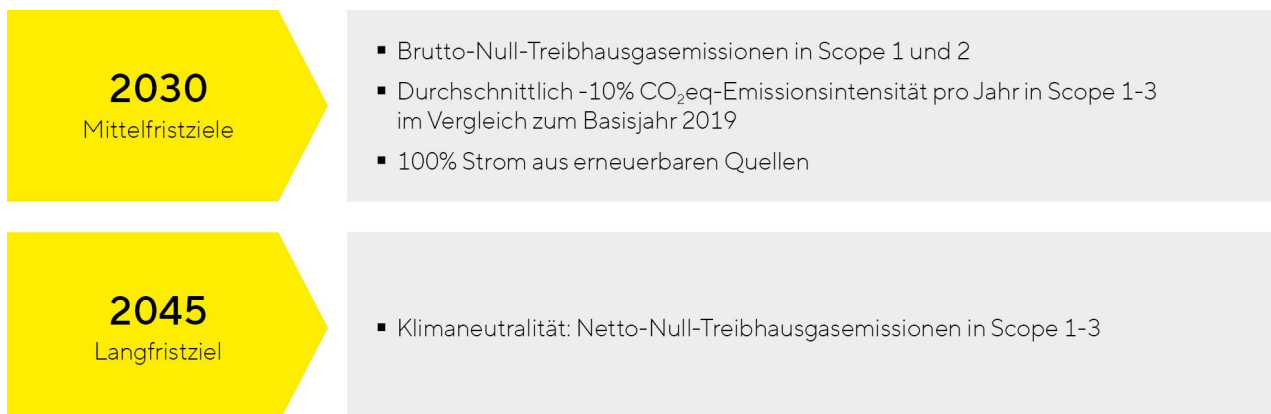 2030
Mittelfristziele
▪ Brutto-Null-Treibhausgasemissionen in Scope 1 und 2
▪ Durchschnittlich -10% CO₂eq-Emissionsintensität pro Jahr in Scope 1-3
im Vergleich zum Basisjahr 2019
▪ 100% Strom aus erneuerbaren Quellen
2045
Langfristziel
▪ Klimaneutralität: Netto-Null-Treibhausgasemissionen in Scope 1-3